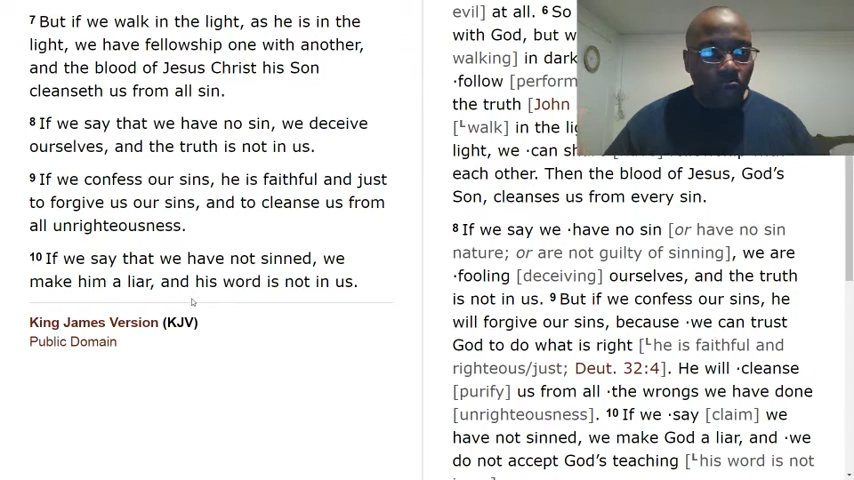 7 But if we walk in the light, as he is in the
light, we have fellowship one with another,
and the blood of Jesus Christ his Son
cleanseth us from all sin.
8 If we say that we have no sin, we deceive
ourselves, and the truth is not in us.
9 If we confess our sins, he is faithful and just
to forgive us our sins, and to cleanse us from
all unrighteousness.
10 If we say that we have not sinned, we
make him a liar, and his word is not in us.
King James Version (KJV)
Public Domain
evil] at all. 6 So
with God, but w
walking] in dark
·follow [perform
the truth [John
[Lwalk] in the lig
light, we ·can sh
each other. Then the blood of Jesus, God’s
Son, cleanses us from every sin.
8 If we say we ·have no sin [or have no sin
nature; or are not guilty of sinning], we are
·fooling [deceiving] ourselves, and the truth
is not in us. 9 But if we confess our sins, he
will forgive our sins, because ·we can trust
God to do what is right [Lhe is faithful and
righteous/just; Deut. 32:4]. He will ·cleanse
[purify] us from all ·the wrongs we have done
[unrighteousness]. 10 If we ·say [claim] we
have not sinned, we make God a liar, and ·we
do not accept God’s teaching [Lhis word is not